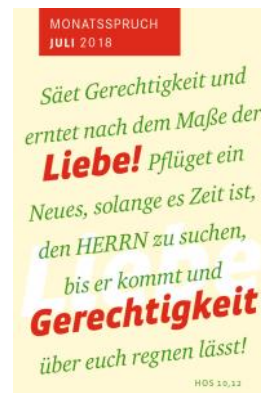 MONATSSPRUCH
JULI 2018
Säet Gerechtigkeit und
erntet nach dem Maße der
Liebe! Pflüget ein
Neues, solange es Zeit ist,
den HERRN zu suchen,
bis er kommt und
Gerechtigkeit
über euch regnen lässt!
Liebe
HOS 10,12